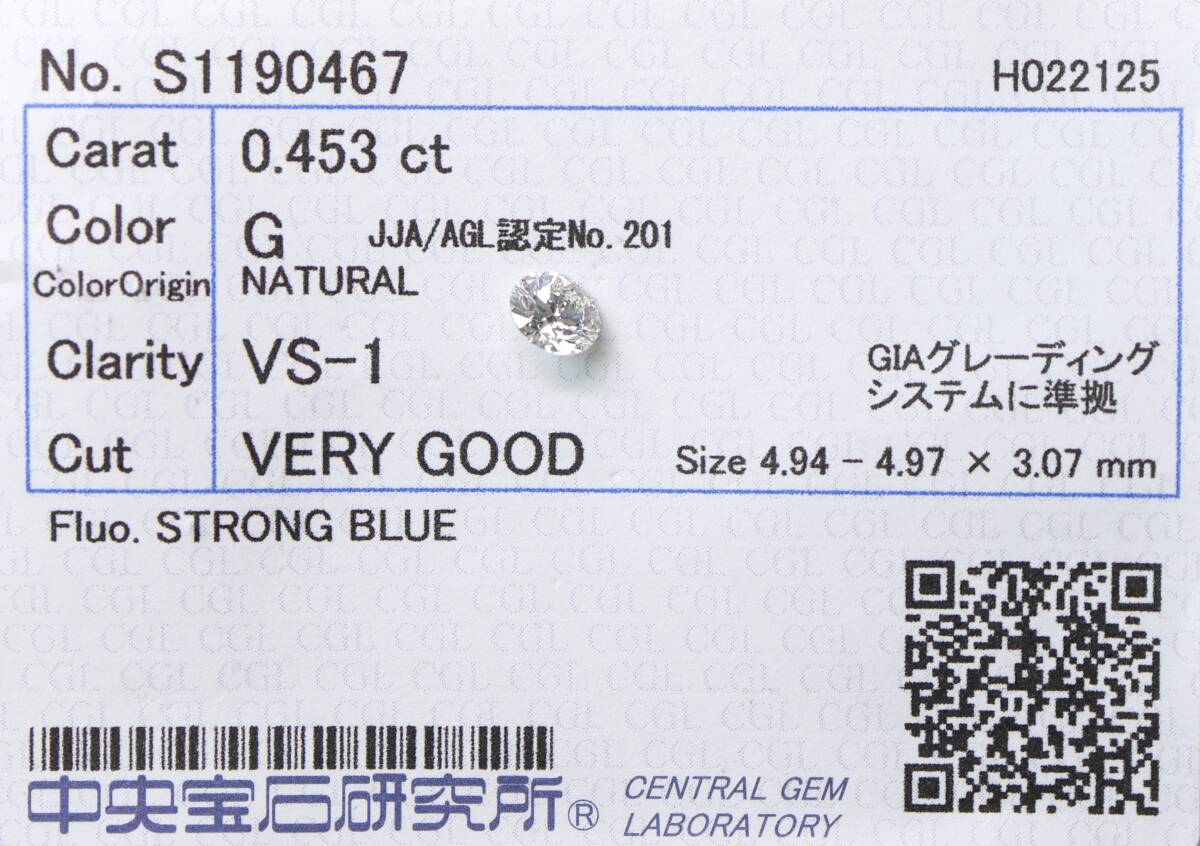 No. S1190467
H022125
Carat 0.453 ct
Color G JJA/AGL認定No.201
ColorOrigin NATURAL
Clarity VS-1
GIAグレーディング
システムに準拠
Cut VERY GOOD Size 4.94 - 4.97 × 3.07 mm
Fluo. STRONG BLUE
中央宝石研究所®
CENTRAL GEM
LABORATORY